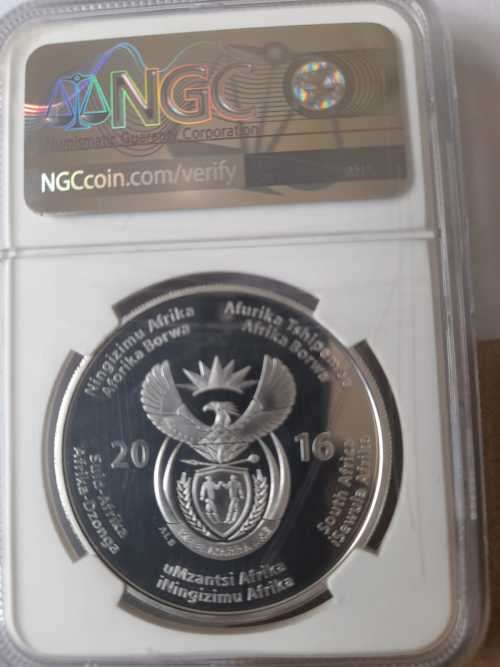 NGC
Numismatic Guaranty Corporation
NGCcoin.com/verify
Ningizimu Afrika
Aforika Borwa
Afurika Tshipembe
Afrika Borwa
20 16
Suid-Afrika
Afrika-Dzonga
South Africa
iSewula Afrika
ALS
uMzantsi Afrika
iNingizimu Afrika